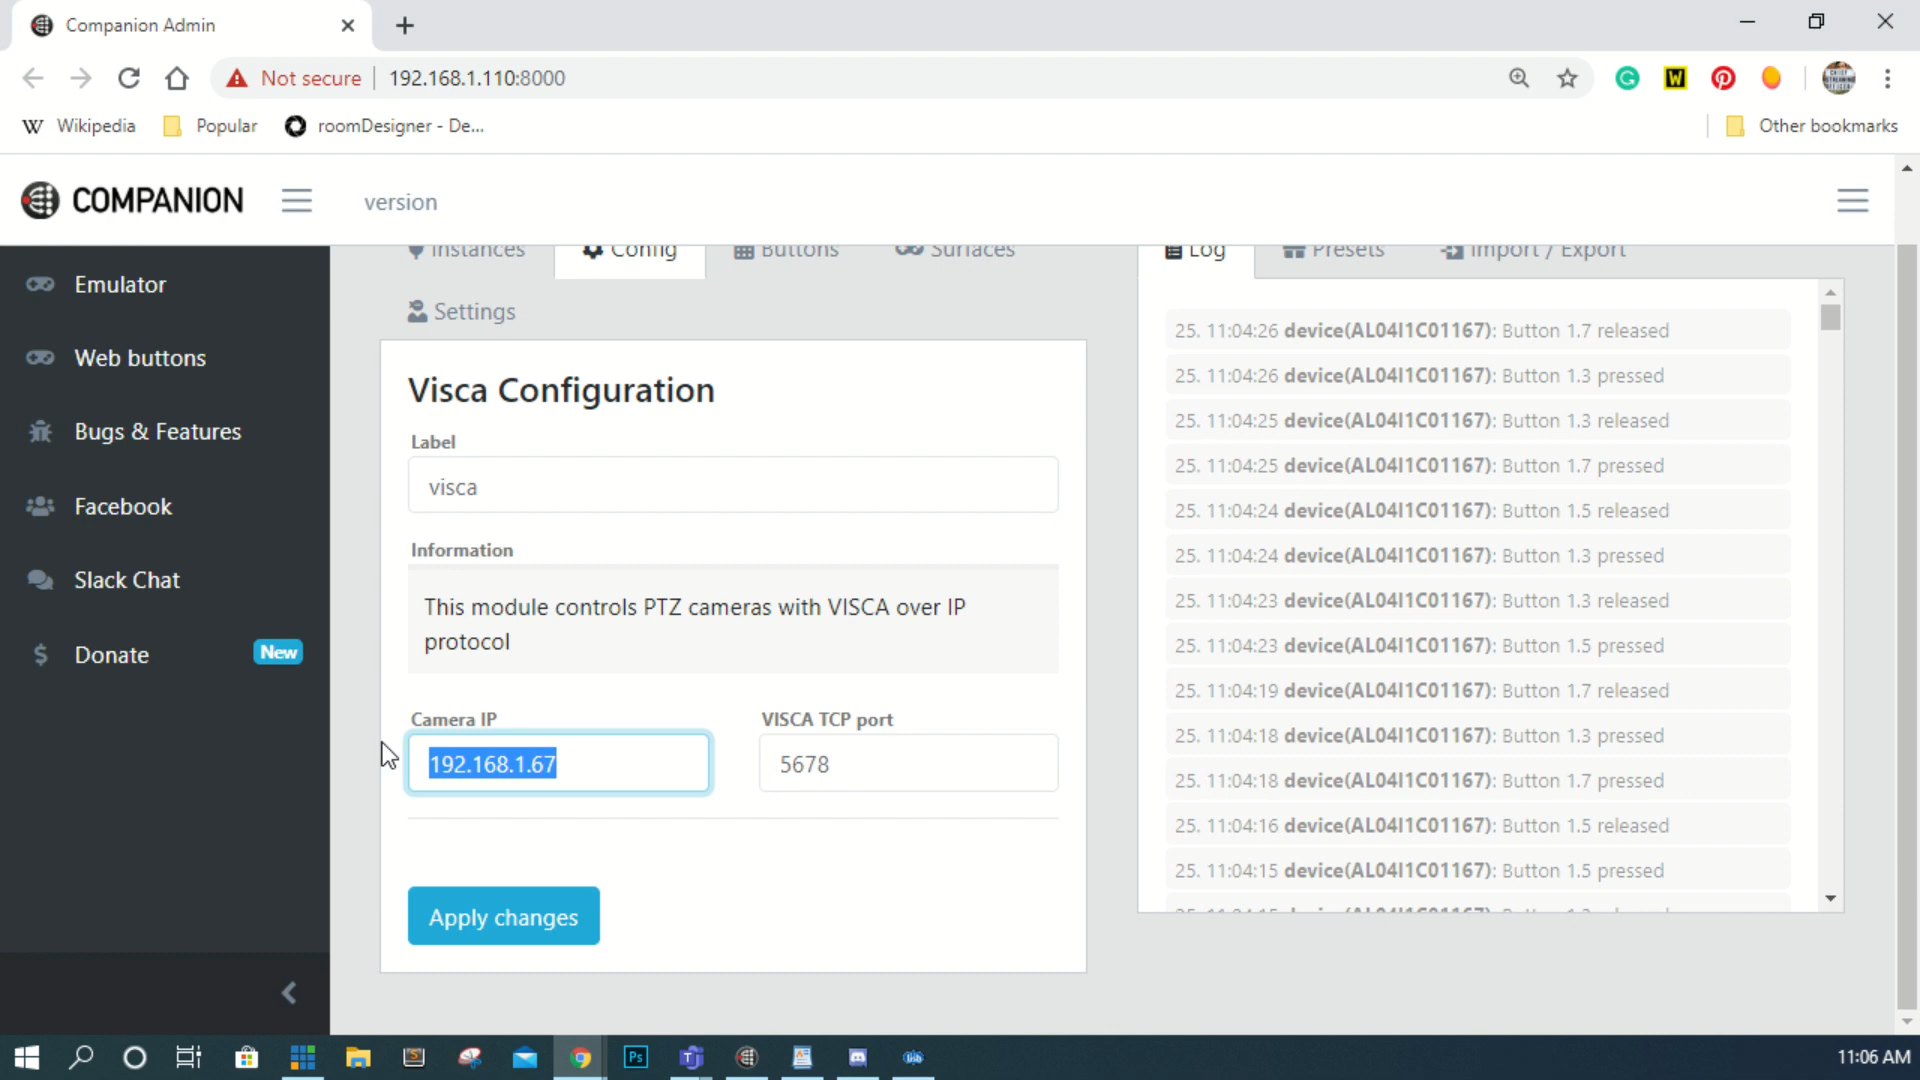 Companion Admin
Not secure
192.168.1.110:8000
W
Wikipedia
Popular
roomDesigner - De...
Other bookmarks
COMPANION
version
Instances
Config
Buttons
Surfaces
Log
Presets
Import / Export
Settings
Emulator
Web buttons
Bugs & Features
Facebook
Slack Chat
Donate
New
Visca Configuration
Label
visca
Information
This module controls PTZ cameras with VISCA over IP
protocol
Camera IP
VISCA TCP port
192.168.1.67
5678
Apply changes
25. 11:04:26 device(AL04I1C01167): Button 1.7 released
25. 11:04:26 device(AL04I1C01167): Button 1.3 pressed
25. 11:04:25 device(AL04I1C01167): Button 1.3 released
25. 11:04:25 device(AL04I1C01167): Button 1.7 pressed
25. 11:04:24 device(AL04I1C01167): Button 1.5 released
25. 11:04:24 device(AL04I1C01167): Button 1.3 pressed
25. 11:04:23 device(AL04I1C01167): Button 1.3 released
25. 11:04:23 device(AL04I1C01167): Button 1.5 pressed
25. 11:04:19 device(AL04I1C01167): Button 1.7 released
25. 11:04:18 device(AL04I1C01167): Button 1.3 pressed
25. 11:04:18 device(AL04I1C01167): Button 1.7 pressed
25. 11:04:16 device(AL04I1C01167): Button 1.5 released
25. 11:04:15 device(AL04I1C01167): Button 1.5 pressed
Ps
11:06 AM